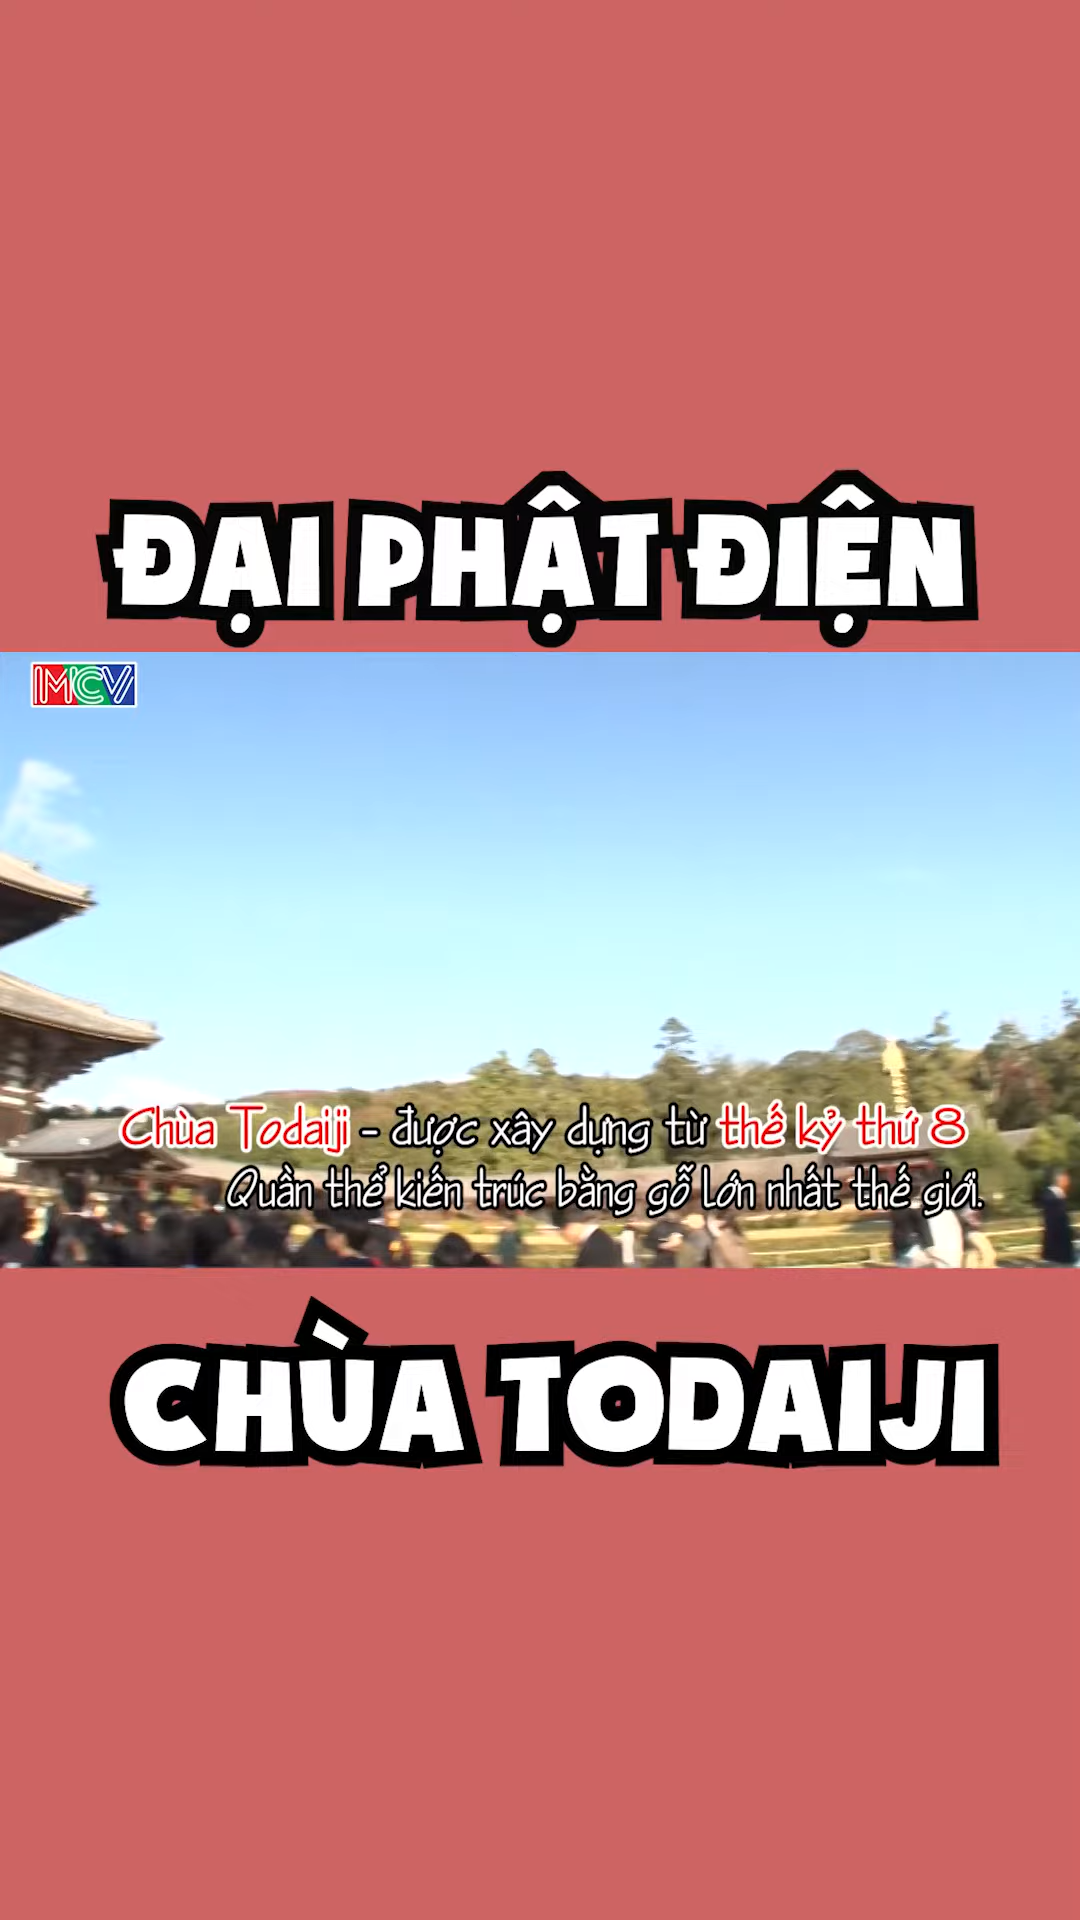 ĐẠI PHẬT ĐIỆN
MCV
Chùa Todaiji - được xây dựng từ thế kỷ thứ 8
Quần thể kiến trúc bằng gỗ lớn nhất thế giới.
CHÙA TODAIJI